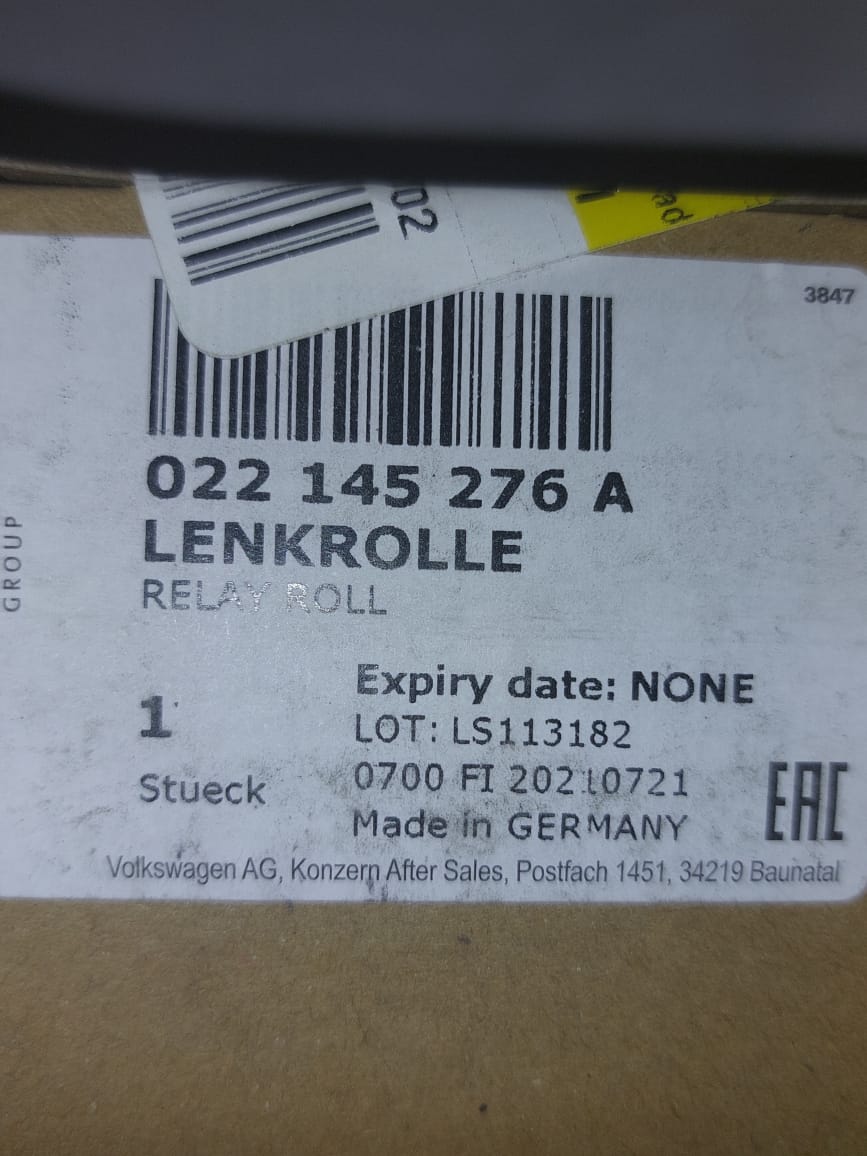 02
3847
022 145 276 A
LENKROLLE
RELAY ROLL
GROUP
Expiry date: NONE
1
LOT: LS113182
Stueck
0700 FI 20210721
Made in GERMANY
EAC
Volkswagen AG, Konzern After Sales, Postfach 1451, 34219 Baunatal